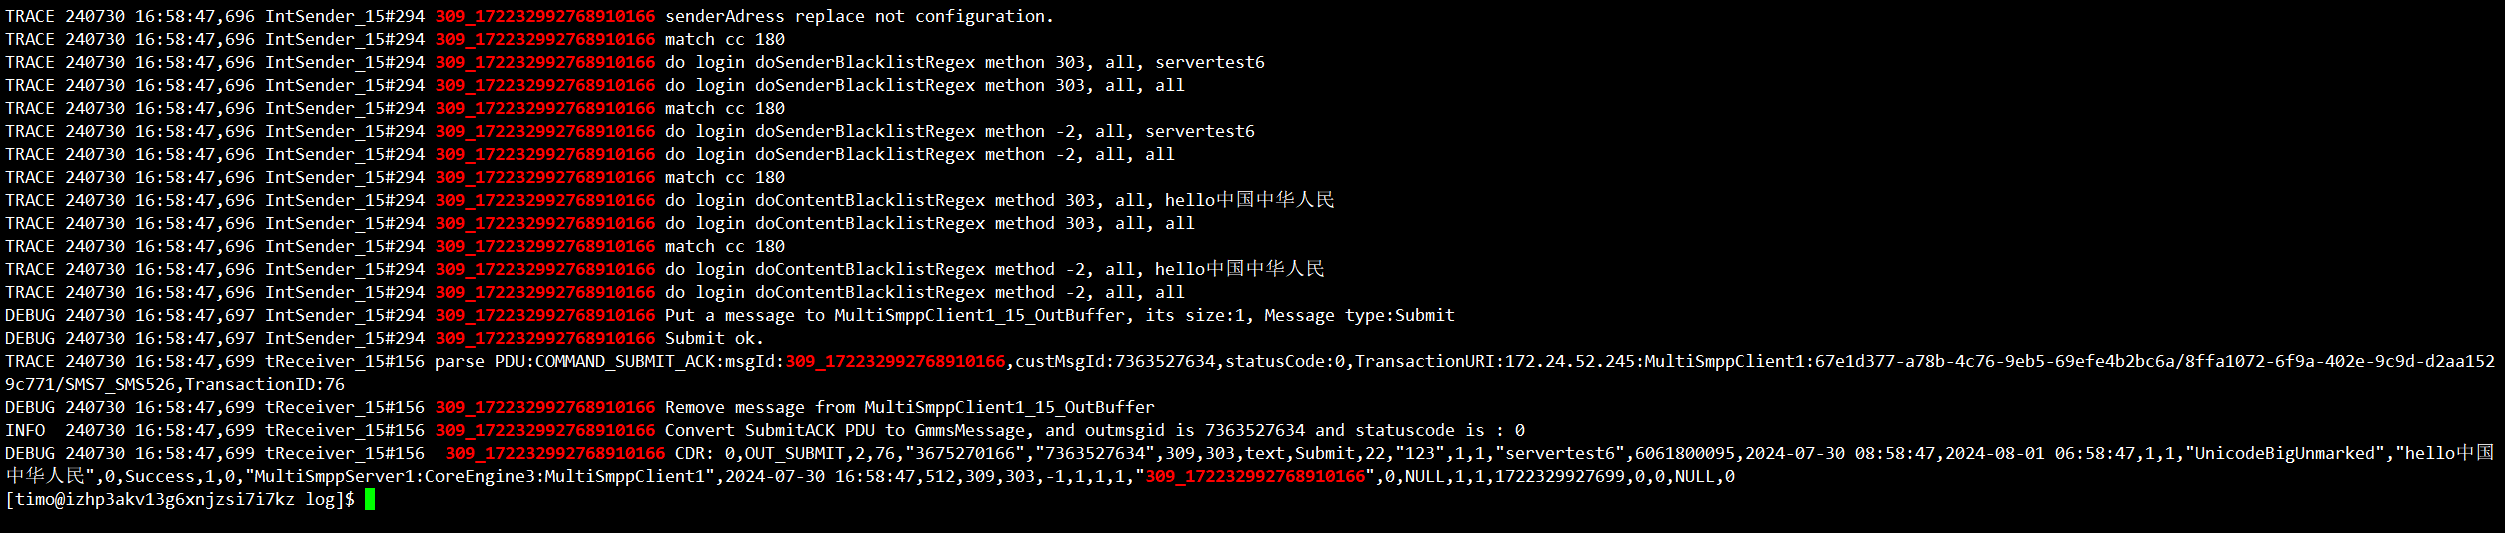 TRACE 240730 16:58:47,696 IntSender_15#294 309_172232992768910166 senderAdress replace not configuration.
TRACE 240730 16:58:47,696 IntSender_15#294 309_172232992768910166 match cc 180
TRACE 240730 16:58:47,696 IntSender_15#294 309_172232992768910166 do login doSenderBlacklistRegex methon 303, all, servertest6
TRACE 240730 16:58:47,696 IntSender_15#294 309_172232992768910166 do login doSenderBlacklistRegex methon 303, all, all
TRACE 240730 16:58:47,696 IntSender_15#294 309_172232992768910166 match cc 180
TRACE 240730 16:58:47,696 IntSender_15#294 309_172232992768910166 do login doSenderBlacklistRegex methon -2, all, servertest6
TRACE 240730 16:58:47,696 IntSender_15#294 309_172232992768910166 do login doSenderBlacklistRegex methon -2, all, all
TRACE 240730 16:58:47,696 IntSender_15#294 309_172232992768910166 match cc 180
TRACE 240730 16:58:47,696 IntSender_15#294 309_172232992768910166 do login doContentBlacklistRegex method 303, all, hello中国中华人民
TRACE 240730 16:58:47,696 IntSender_15#294 309_172232992768910166 do login doContentBlacklistRegex method 303, all, all
TRACE 240730 16:58:47,696 IntSender_15#294 309_172232992768910166 match cc 180
TRACE 240730 16:58:47,696 IntSender_15#294 309_172232992768910166 do login doContentBlacklistRegex method -2, all, hello中国中华人民
TRACE 240730 16:58:47,696 IntSender_15#294 309_172232992768910166 do login doContentBlacklistRegex method -2, all, all
DEBUG 240730 16:58:47,697 IntSender_15#294 309_172232992768910166 Put a message to MultiSmppClient1_15_OutBuffer, its size:1, Message type:Submit
DEBUG 240730 16:58:47,697 IntSender_15#294 309_172232992768910166 Submit ok.
TRACE 240730 16:58:47,699 tReceiver_15#156 parse PDU:COMMAND_SUBMIT_ACK:msgId:309_172232992768910166,custMsgId:7363527634,statusCode:0,TransactionURI:172.24.52.245:MultiSmppClient1:67e1d377-a78b-4c76-9eb5-69efe4b2bc6a/8ffa1072-6f9a-402e-9c9d-d2aa152
9c771/SMS7_SMS526,TransactionID:76
DEBUG 240730 16:58:47,699 tReceiver_15#156 309_172232992768910166 Remove message from MultiSmppClient1_15_OutBuffer
INFO  240730 16:58:47,699 tReceiver_15#156 309_172232992768910166 Convert SubmitACK PDU to GmmsMessage, and outmsgid is 7363527634 and statuscode is : 0
DEBUG 240730 16:58:47,699 tReceiver_15#156  309_172232992768910166 CDR: 0,OUT_SUBMIT,2,76,"3675270166","7363527634",309,303,text,Submit,22,"123",1,1,"servertest6",6061800095,2024-07-30 08:58:47,2024-08-01 06:58:47,1,1,"UnicodeBigUnmarked","hello中国
中华人民",0,Success,1,0,"MultiSmppServer1:CoreEngine3:MultiSmppClient1",2024-07-30 16:58:47,512,309,303,-1,1,1,1,"309_172232992768910166",0,NULL,1,1,1722329927699,0,0,NULL,0
[timo@izhp3akv13g6xnjzsi7i7kz log]$